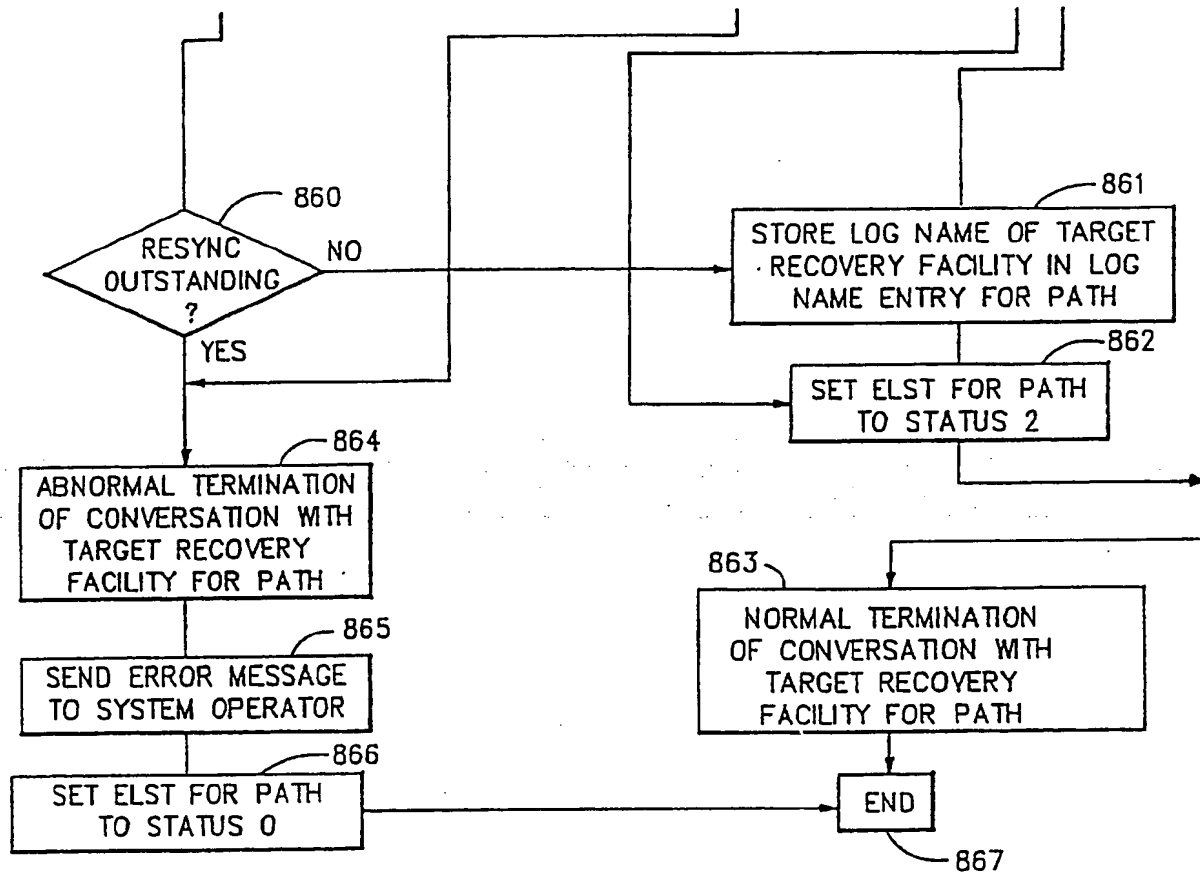 860
RESYNC
OUTSTANDING
?
NO
YES
861
STORE LOG NAME OF TARGET
RECOVERY FACILITY IN LOG
NAME ENTRY FOR PATH
862
SET ELST FOR PATH
TO STATUS 2
864
ABNORMAL TERMINATION
OF CONVERSATION WITH
TARGET RECOVERY
FACILITY FOR PATH
865
SEND ERROR MESSAGE
TO SYSTEM OPERATOR
866
SET ELST FOR PATH
TO STATUS 0
863
NORMAL TERMINATION
OF CONVERSATION WITH
TARGET RECOVERY
FACILITY FOR PATH
END
867